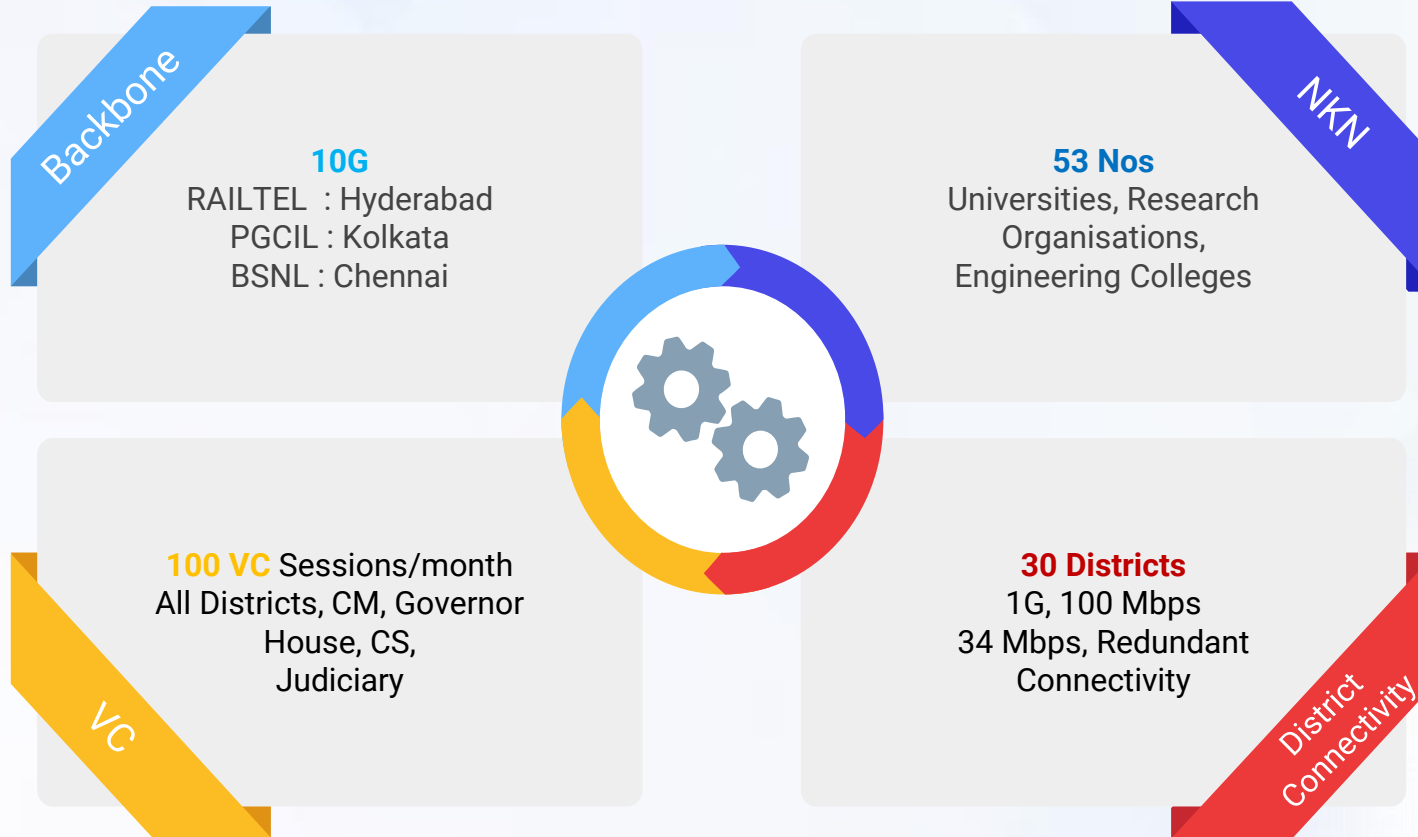 Backbone
10G
RAILTEL : Hyderabad
PGCIL : Kolkata
BSNL : Chennai
NKN
53 Nos
Universities, Research
Organisations,
Engineering Colleges
VC
100 VC Sessions/month
All Districts, CM, Governor
House, CS,
Judiciary
30 Districts
1G, 100 Mbps
34 Mbps, Redundant
Connectivity
District
Connectivity